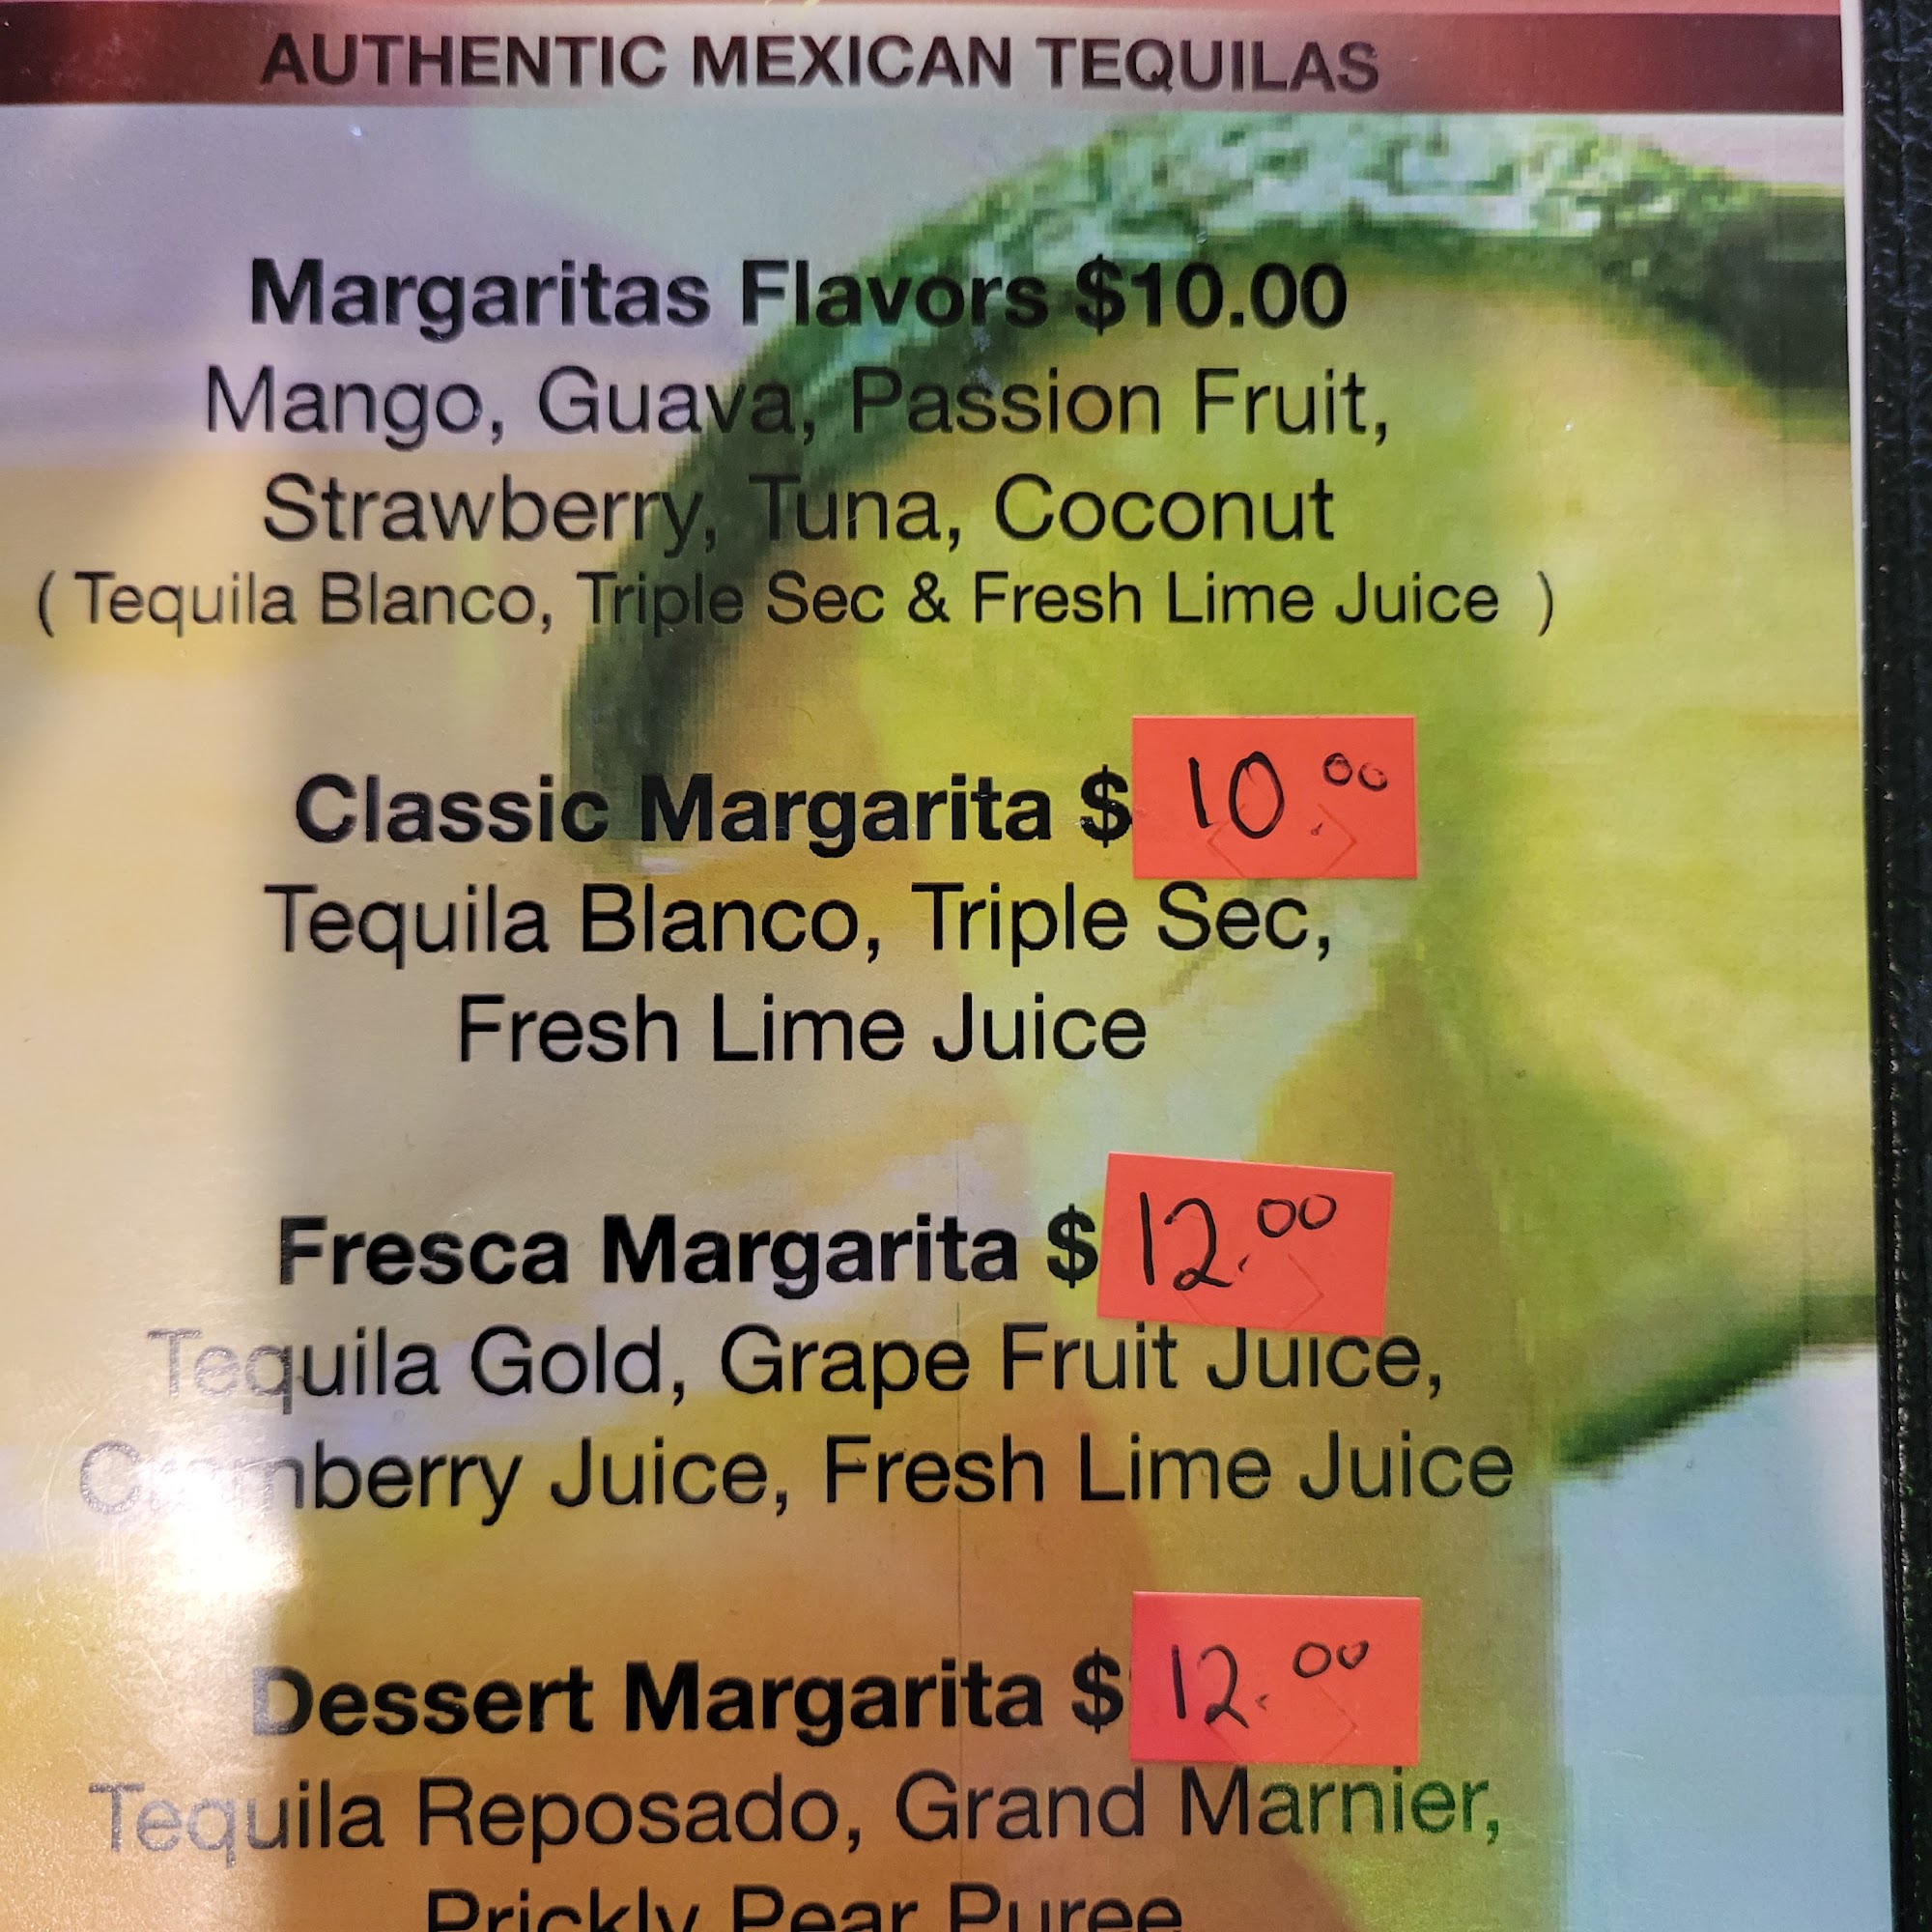 AUTHENTIC MEXICAN TEQUILAS
Margaritas Flavors $10.00
Mango, Guava, Passion Fruit,
Strawberry, Tuna, Coconut
( Tequila Blanco, Triple Sec & Fresh Lime Juice )
Classic Margarita $ 10.00
Tequila Blanco, Triple Sec,
Fresh Lime Juice
Fresca Margarita $ 12.00
Tequila Gold, Grape Fruit Juice,
Cramberry Juice, Fresh Lime Juice
Dessert Margarita $ 12.00
Tequila Reposado, Grand Marnier,
Prickly Pear Puree